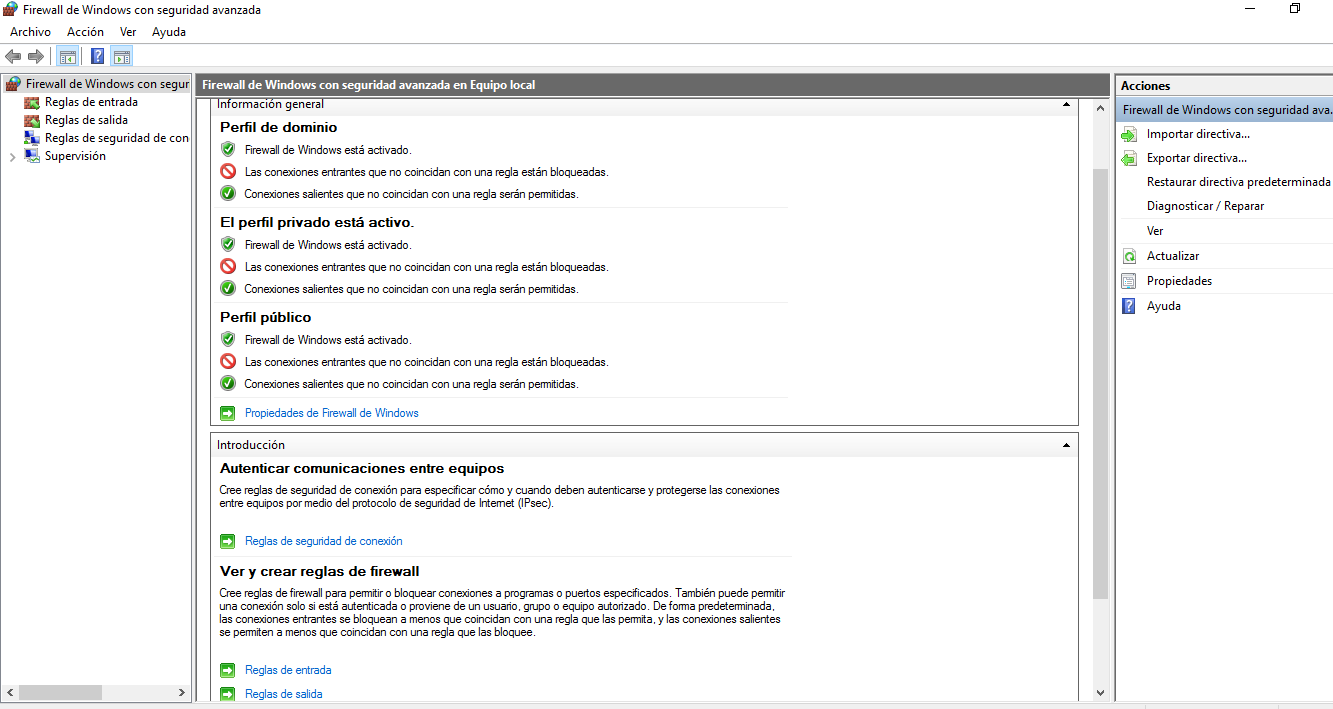 Firewall de Windows con seguridad avanzada
Archivo Acción Ver Ayuda
Firewall de Windows con segur
Reglas de entrada
Reglas de salida
Reglas de seguridad de con
Supervisión
Firewall de Windows con seguridad avanzada en Equipo local
Información general
Perfil de dominio
Firewall de Windows está activado.
Las conexiones entrantes que no coincidan con una regla están bloqueadas.
Conexiones salientes que no coincidan con una regla serán permitidas.
El perfil privado está activo.
Firewall de Windows está activado.
Las conexiones entrantes que no coincidan con una regla están bloqueadas.
Conexiones salientes que no coincidan con una regla serán permitidas.
Perfil público
Firewall de Windows está activado.
Las conexiones entrantes que no coincidan con una regla están bloqueadas.
Conexiones salientes que no coincidan con una regla serán permitidas.
Propiedades de Firewall de Windows
Introducción
Autenticar comunicaciones entre equipos
Cree reglas de seguridad de conexión para especificar cómo y cuando deben autenticarse y protegerse las conexiones
entre equipos por medio del protocolo de seguridad de Internet (IPsec).
Reglas de seguridad de conexión
Ver y crear reglas de firewall
Cree reglas de firewall para permitir o bloquear conexiones a programas o puertos especificados. También puede permitir
una conexión solo si está autenticada o proviene de un usuario, grupo o equipo autorizado. De forma predeterminada,
las conexiones entrantes se bloquean a menos que coincidan con una regla que las permita, y las conexiones salientes
se permiten a menos que coincidan con una regla que las bloquee.
Reglas de entrada
Reglas de salida
Acciones
Firewall de Windows con seguridad ava...
Importar directiva...
Exportar directiva...
Restaurar directiva predeterminada
Diagnosticar / Reparar
Ver
Actualizar
Propiedades
Ayuda